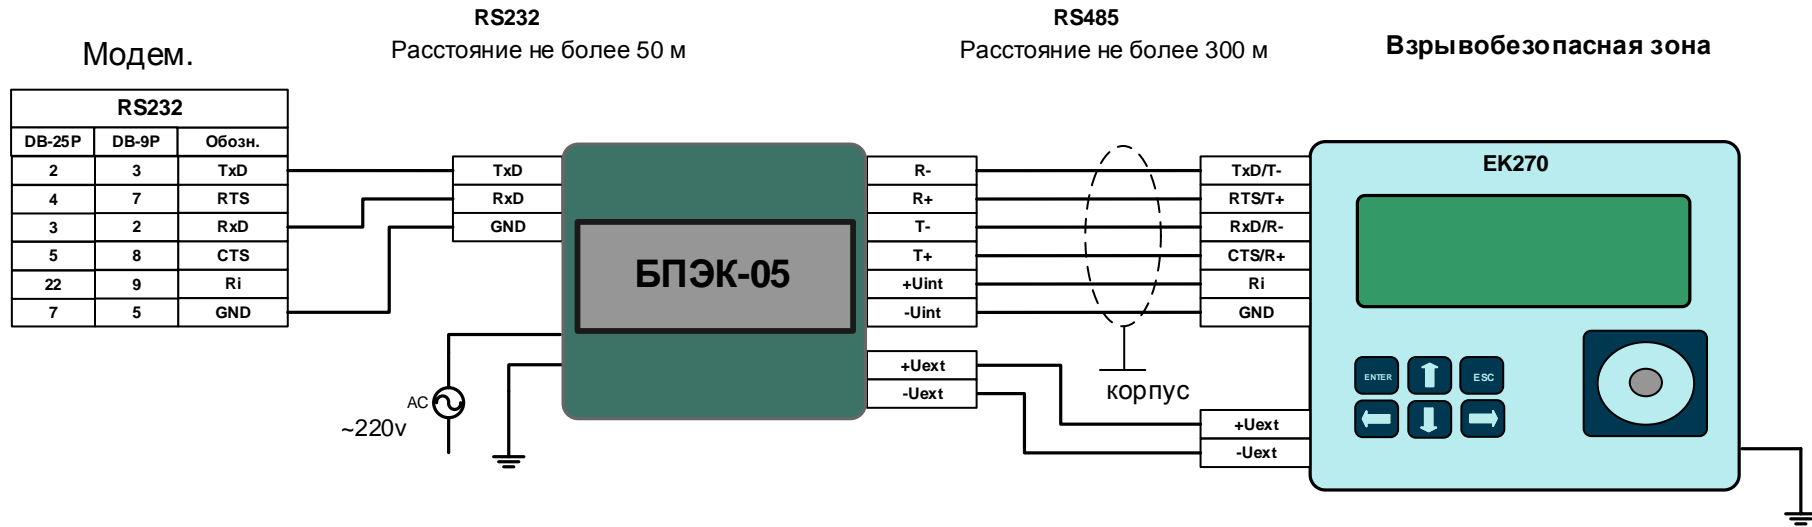 RS232
Расстояние не более 50 м
RS485
Расстояние не более 300 м
Взрывобезопасная зона
Модем.
RS232
DB-25P DB-9P Обозн.
2 3 TxD
4 7 RTS
3 2 RxD
5 8 CTS
22 9 Ri
7 5 GND
TxD
RxD
GND
БПЭК-05
AC
~220v
R-
R+
T-
T+
+Uint
-Uint
+Uext
-Uext
корпус
TxD/T-
RTS/T+
RxD/R-
CTS/R+
Ri
GND
+Uext
-Uext
EK270
ENTER
ESC